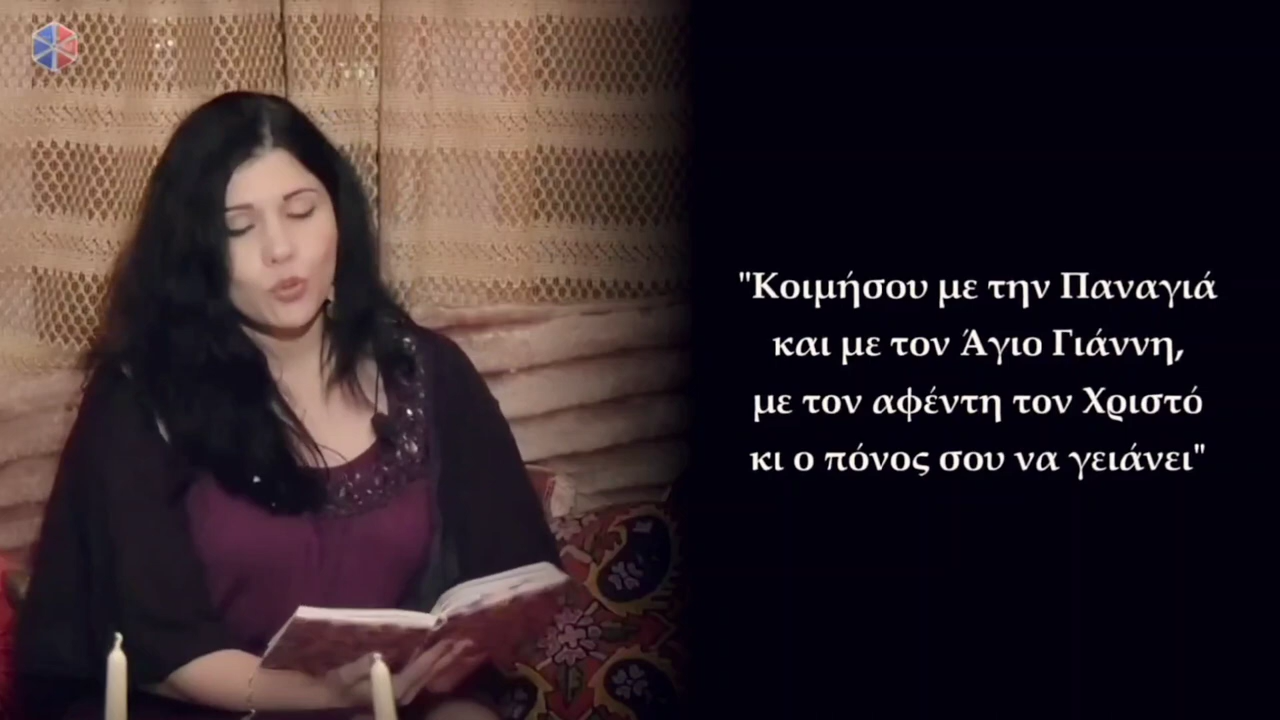 "Κοιμήσου με την Παναγιά
και με τον Άγιο Γιάννη,
με τον αφέντη τον Χριστό
κι ο πόνος σου να γειάνει"